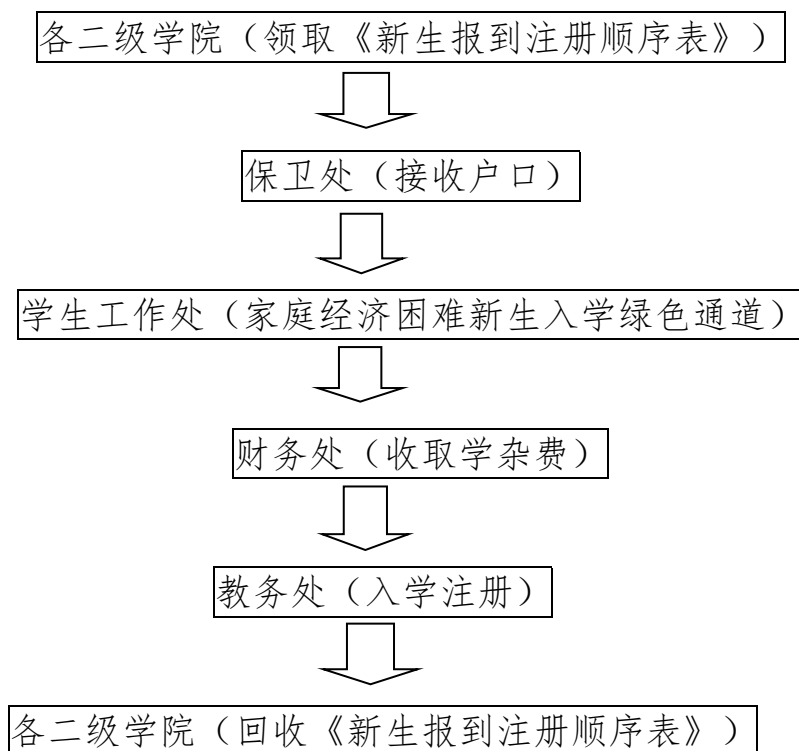 各二级学院（领取《新生报到注册顺序表》）
保卫处（接收户口）
学生工作处（家庭经济困难新生入学绿色通道）
财务处（收取学杂费）
教务处（入学注册）
各二级学院（回收《新生报到注册顺序表》）